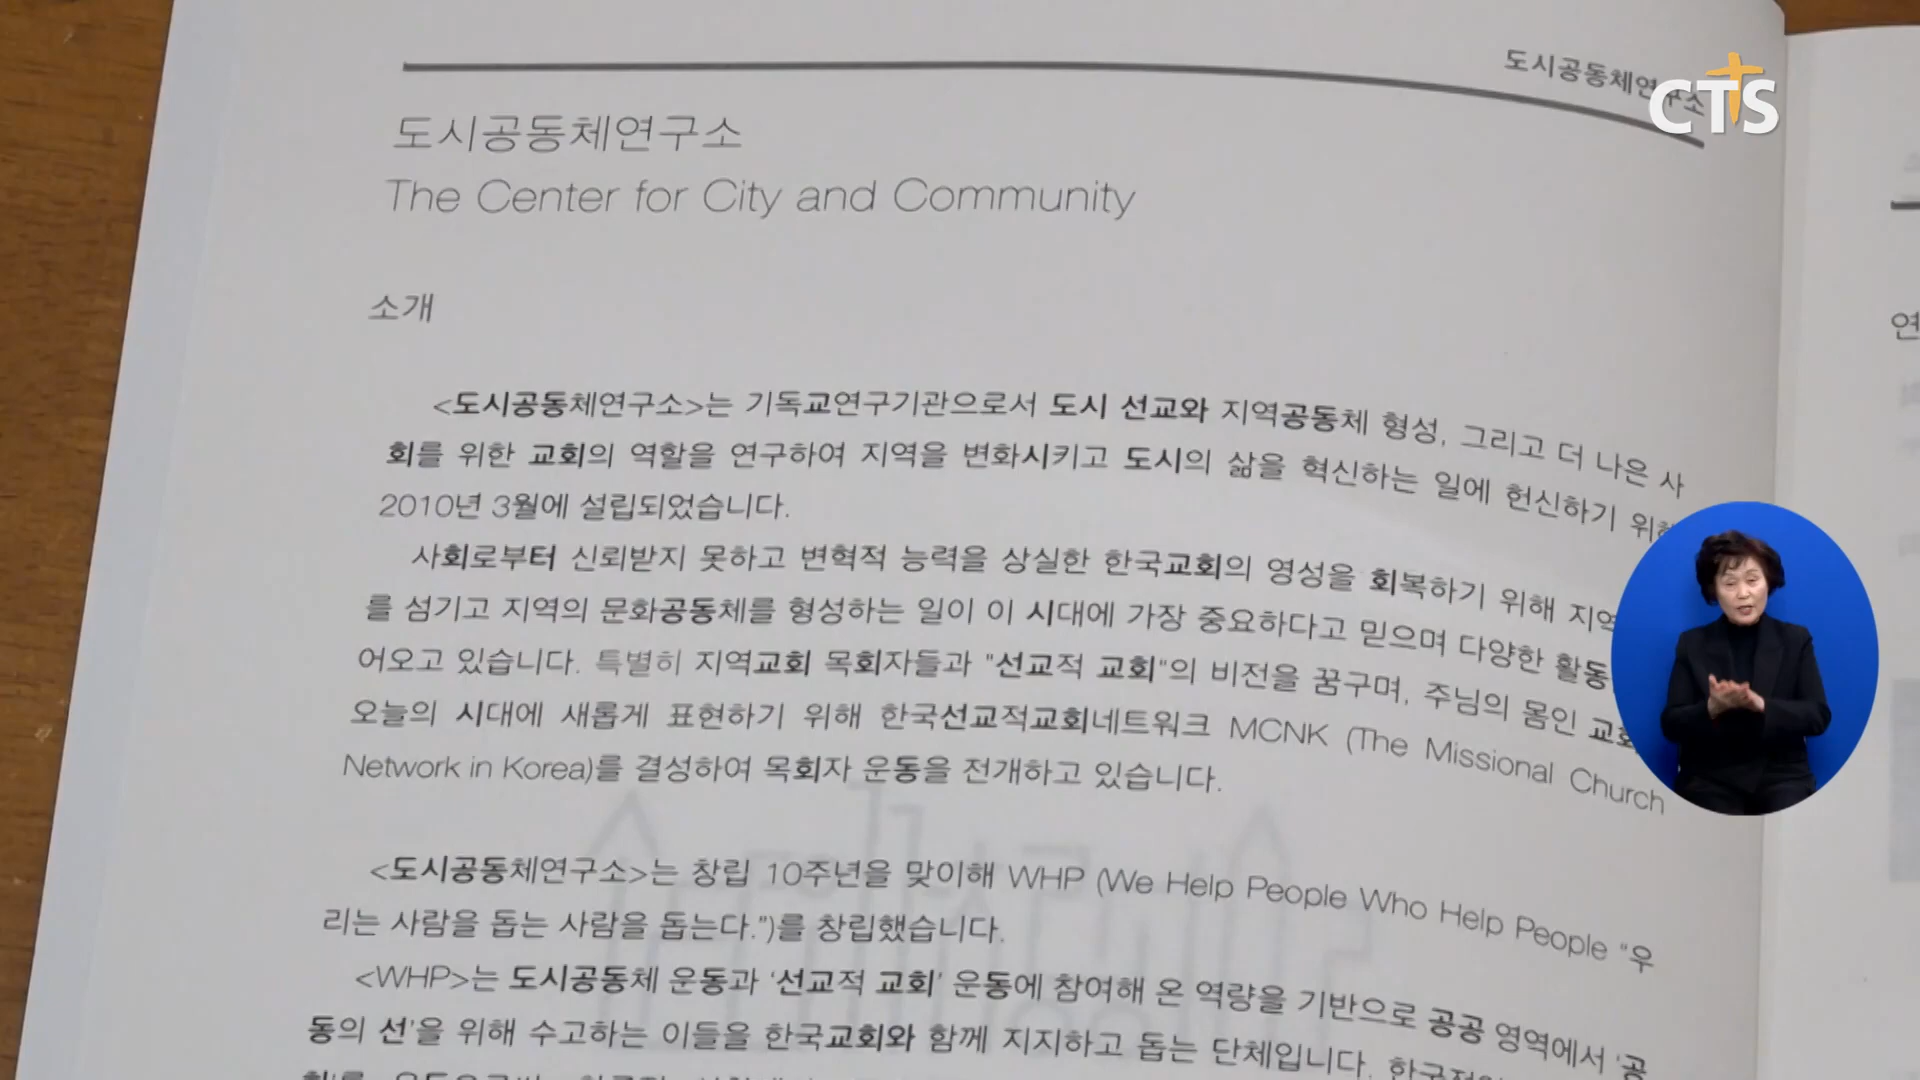 도시공동체연구소
CTS
도시공동체연구소
The Center for City and Community
소개
<도시공동체연구소>는 기독교연구기관으로서 도시 선교와 지역공동체 형성, 그리고 더 나은 사
회를 위한 교회의 역할을 연구하여 지역을 변화시키고 도시의 삶을 혁신하는 일에 헌신하기 위해
2010년 3월에 설립되었습니다.
사회로부터 신뢰받지 못하고 변혁적 능력을 상실한 한국교회의 영성을 회복하기 위해
를 섬기고 지역의 문화공동체를 형성하는 일이 이 시대에 가장 중요하다고 믿으며 다양한
어오고 있습니다. 특별히 지역교회 목회자들과 "선교적 교회"의 비전을 꿈구며, 주님의 몸인
오늘의 시대에 새롭게 표현하기 위해 한국선교적교회네트워크 MCNK (The Missional Church
Network in Korea)를 결성하여 목회자 운동을 전개하고 있습니다.
<도시공동체연구소>는 창립 10주년을 맞이해 WHP (We Help People Who Help People "우
리는 사람을 돕는 사람을 돕는다.")를 창립했습니다.
<WHP>는 도시공동체 운동과 '선교적 교회' 운동에 참여해 온 역량을 기반으로 공공 영역에서 '공
동의 선'을 위해 수고하는 이들을 한국교회와 함께 지지하고 돕는 단체입니다.
연